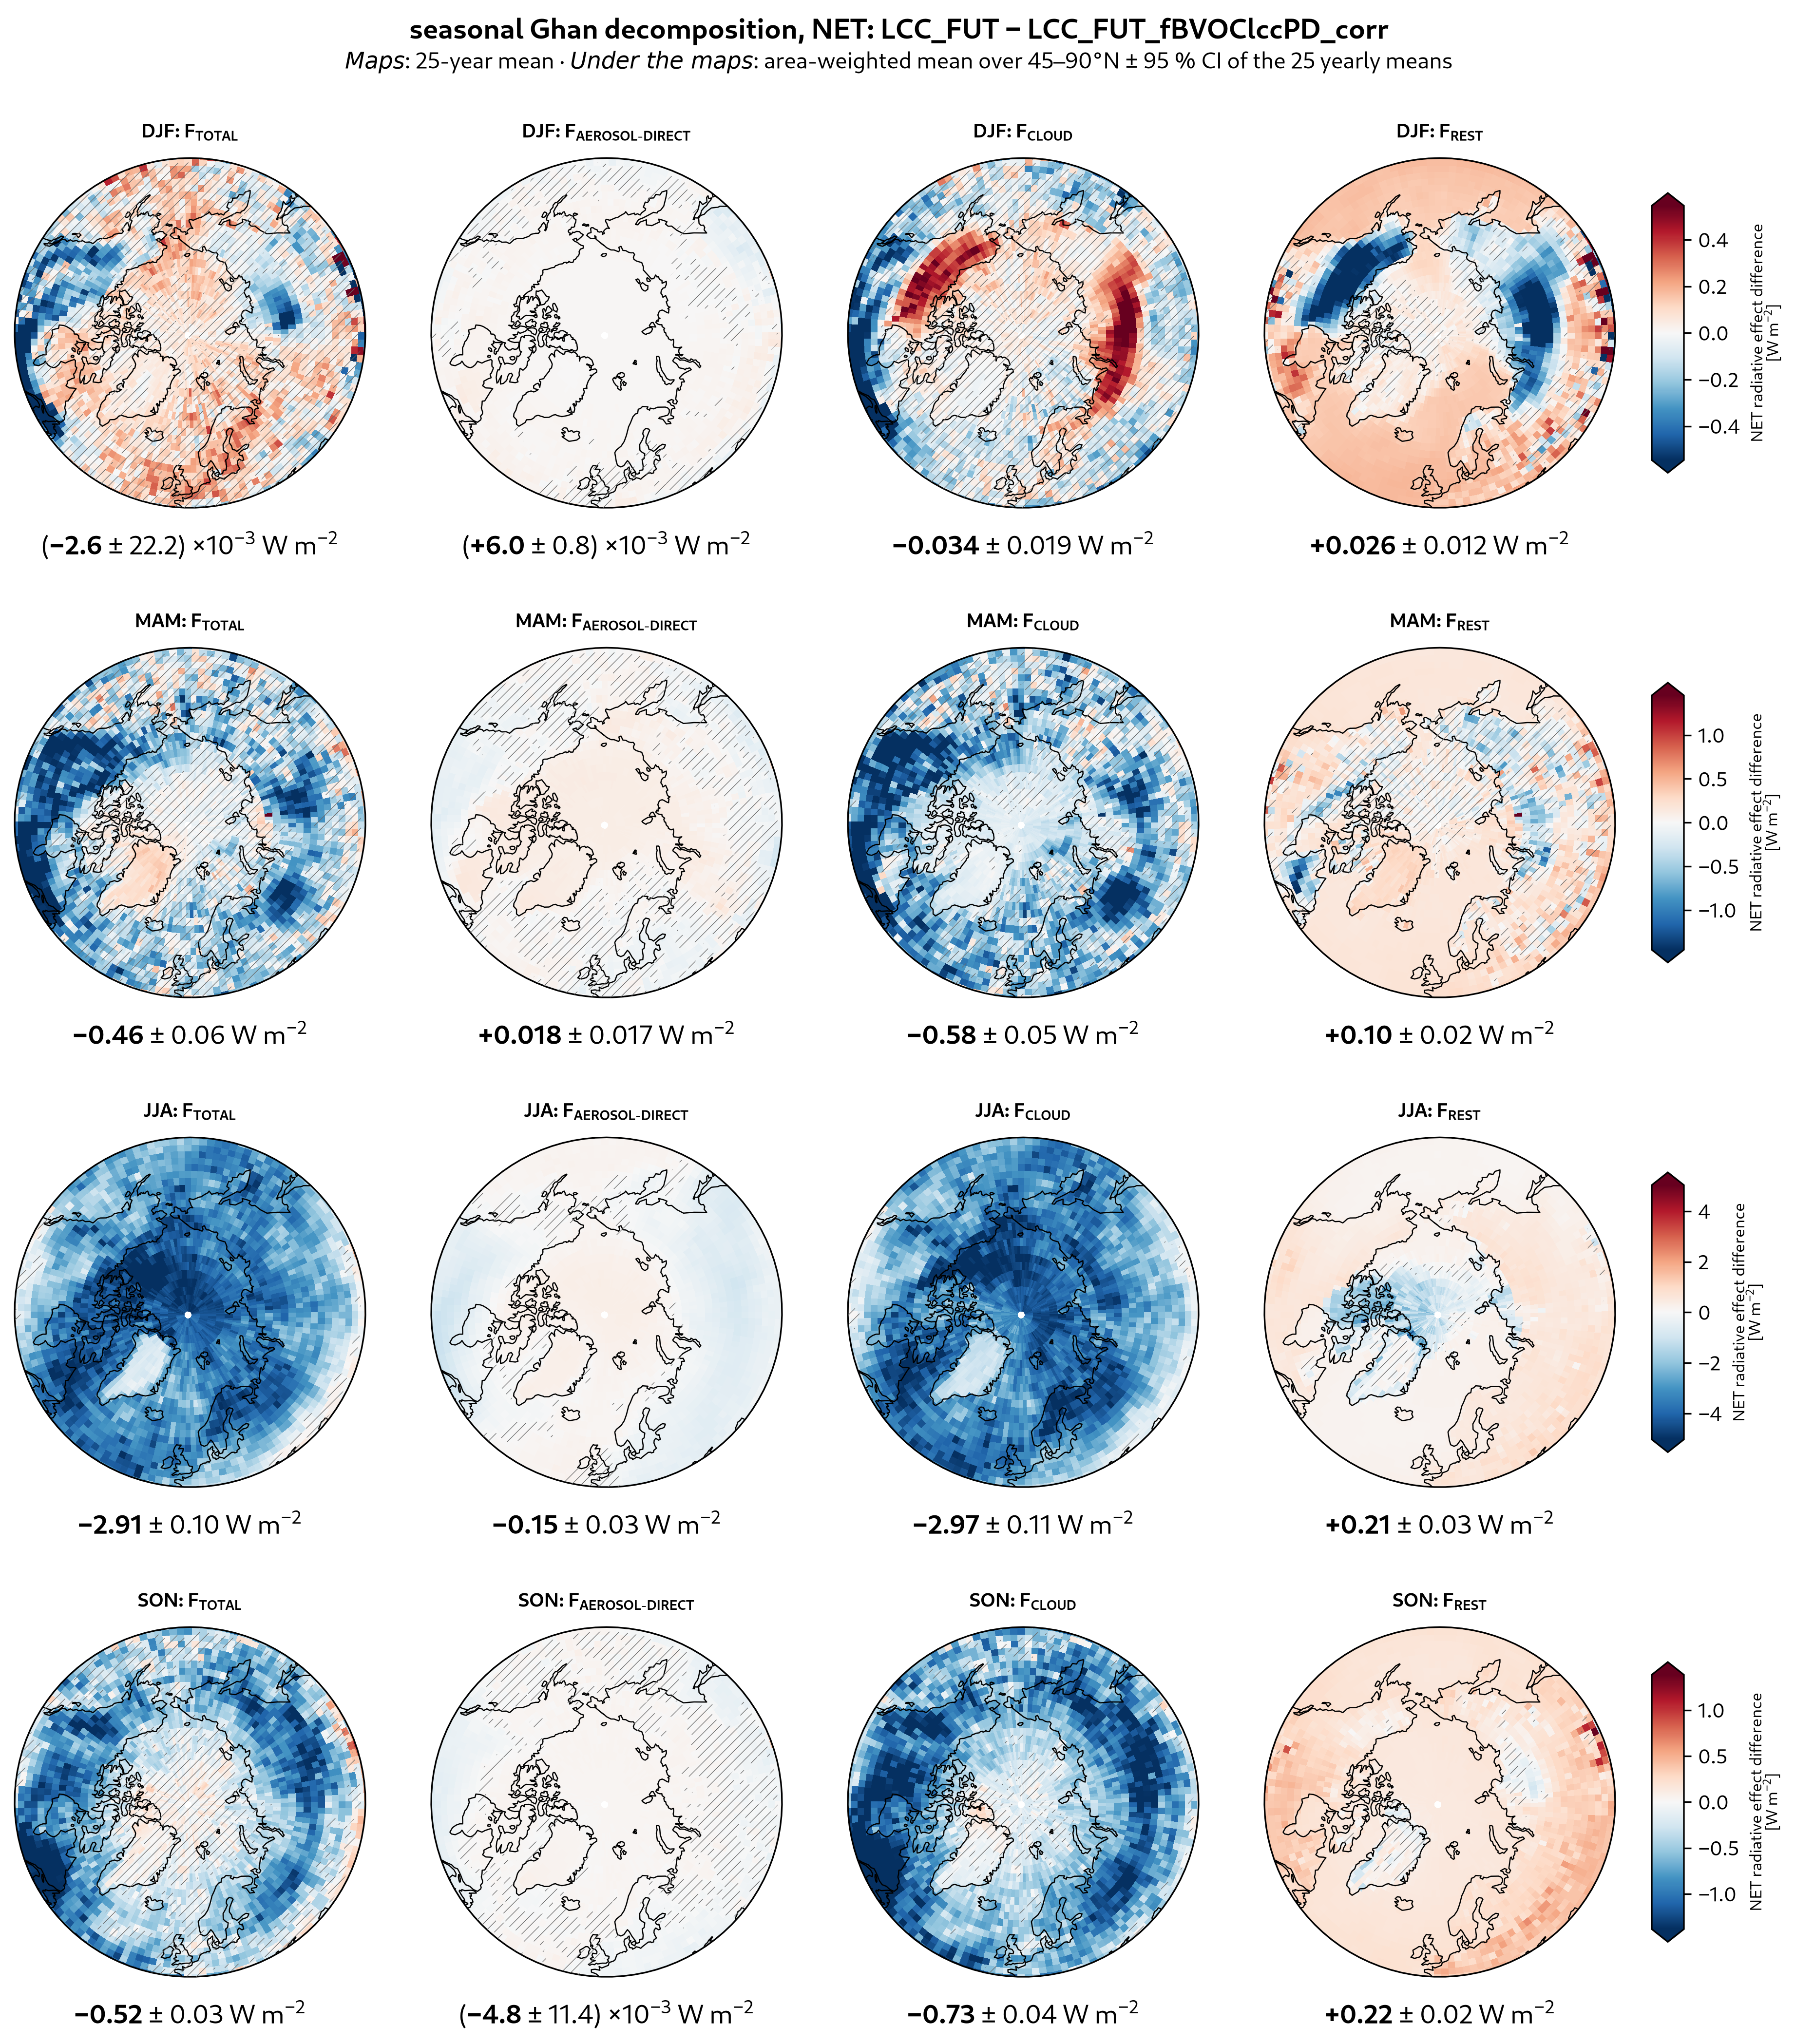 seasonal Ghan decomposition, NET: LCC_FUT − LCC_FUT_fBVOClccPD_corr
Maps: 25-year mean · Under the maps: area-weighted mean over 45–90°N ± 95 % CI of the 25 yearly means
DJF: F_TOTAL
DJF: F_AEROSOL-DIRECT
DJF: F_CLOUD
DJF: F_REST
0.4
0.2
0.0
−0.2
−0.4
NET radiative effect difference
[W m⁻²]
(−2.6 ± 22.2) ×10⁻³ W m⁻²
(+6.0 ± 0.8) ×10⁻³ W m⁻²
−0.034 ± 0.019 W m⁻²
+0.026 ± 0.012 W m⁻²
MAM: F_TOTAL
MAM: F_AEROSOL-DIRECT
MAM: F_CLOUD
MAM: F_REST
1.0
0.5
0.0
−0.5
−1.0
NET radiative effect difference
[W m⁻²]
−0.46 ± 0.06 W m⁻²
+0.018 ± 0.017 W m⁻²
−0.58 ± 0.05 W m⁻²
+0.10 ± 0.02 W m⁻²
JJA: F_TOTAL
JJA: F_AEROSOL-DIRECT
JJA: F_CLOUD
JJA: F_REST
4
2
0
−2
−4
NET radiative effect difference
[W m⁻²]
−2.91 ± 0.10 W m⁻²
−0.15 ± 0.03 W m⁻²
−2.97 ± 0.11 W m⁻²
+0.21 ± 0.03 W m⁻²
SON: F_TOTAL
SON: F_AEROSOL-DIRECT
SON: F_CLOUD
SON: F_REST
1.0
0.5
0.0
−0.5
−1.0
NET radiative effect difference
[W m⁻²]
−0.52 ± 0.03 W m⁻²
(−4.8 ± 11.4) ×10⁻³ W m⁻²
−0.73 ± 0.04 W m⁻²
+0.22 ± 0.02 W m⁻²